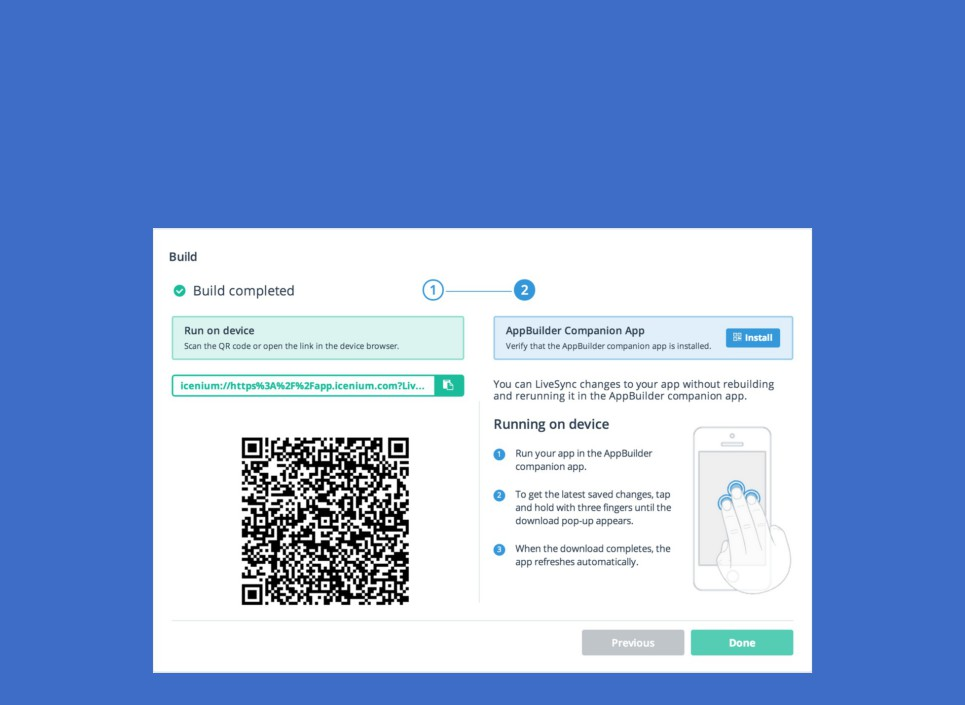 Build
Build completed
1
2
Run on device
Scan the QR code or open the link in the device browser.
icenium://https%3A%2F%2Fapp.icenium.com?Liv...
AppBuilder Companion App
Verify that the AppBuilder companion app is installed.
Install
You can LiveSync changes to your app without rebuilding
and rerunning it in the AppBuilder companion app.
Running on device
1 Run your app in the AppBuilder
companion app.
2 To get the latest saved changes, tap
and hold with three fingers until the
download pop-up appears.
3 When the download completes, the
app refreshes automatically.
Previous
Done